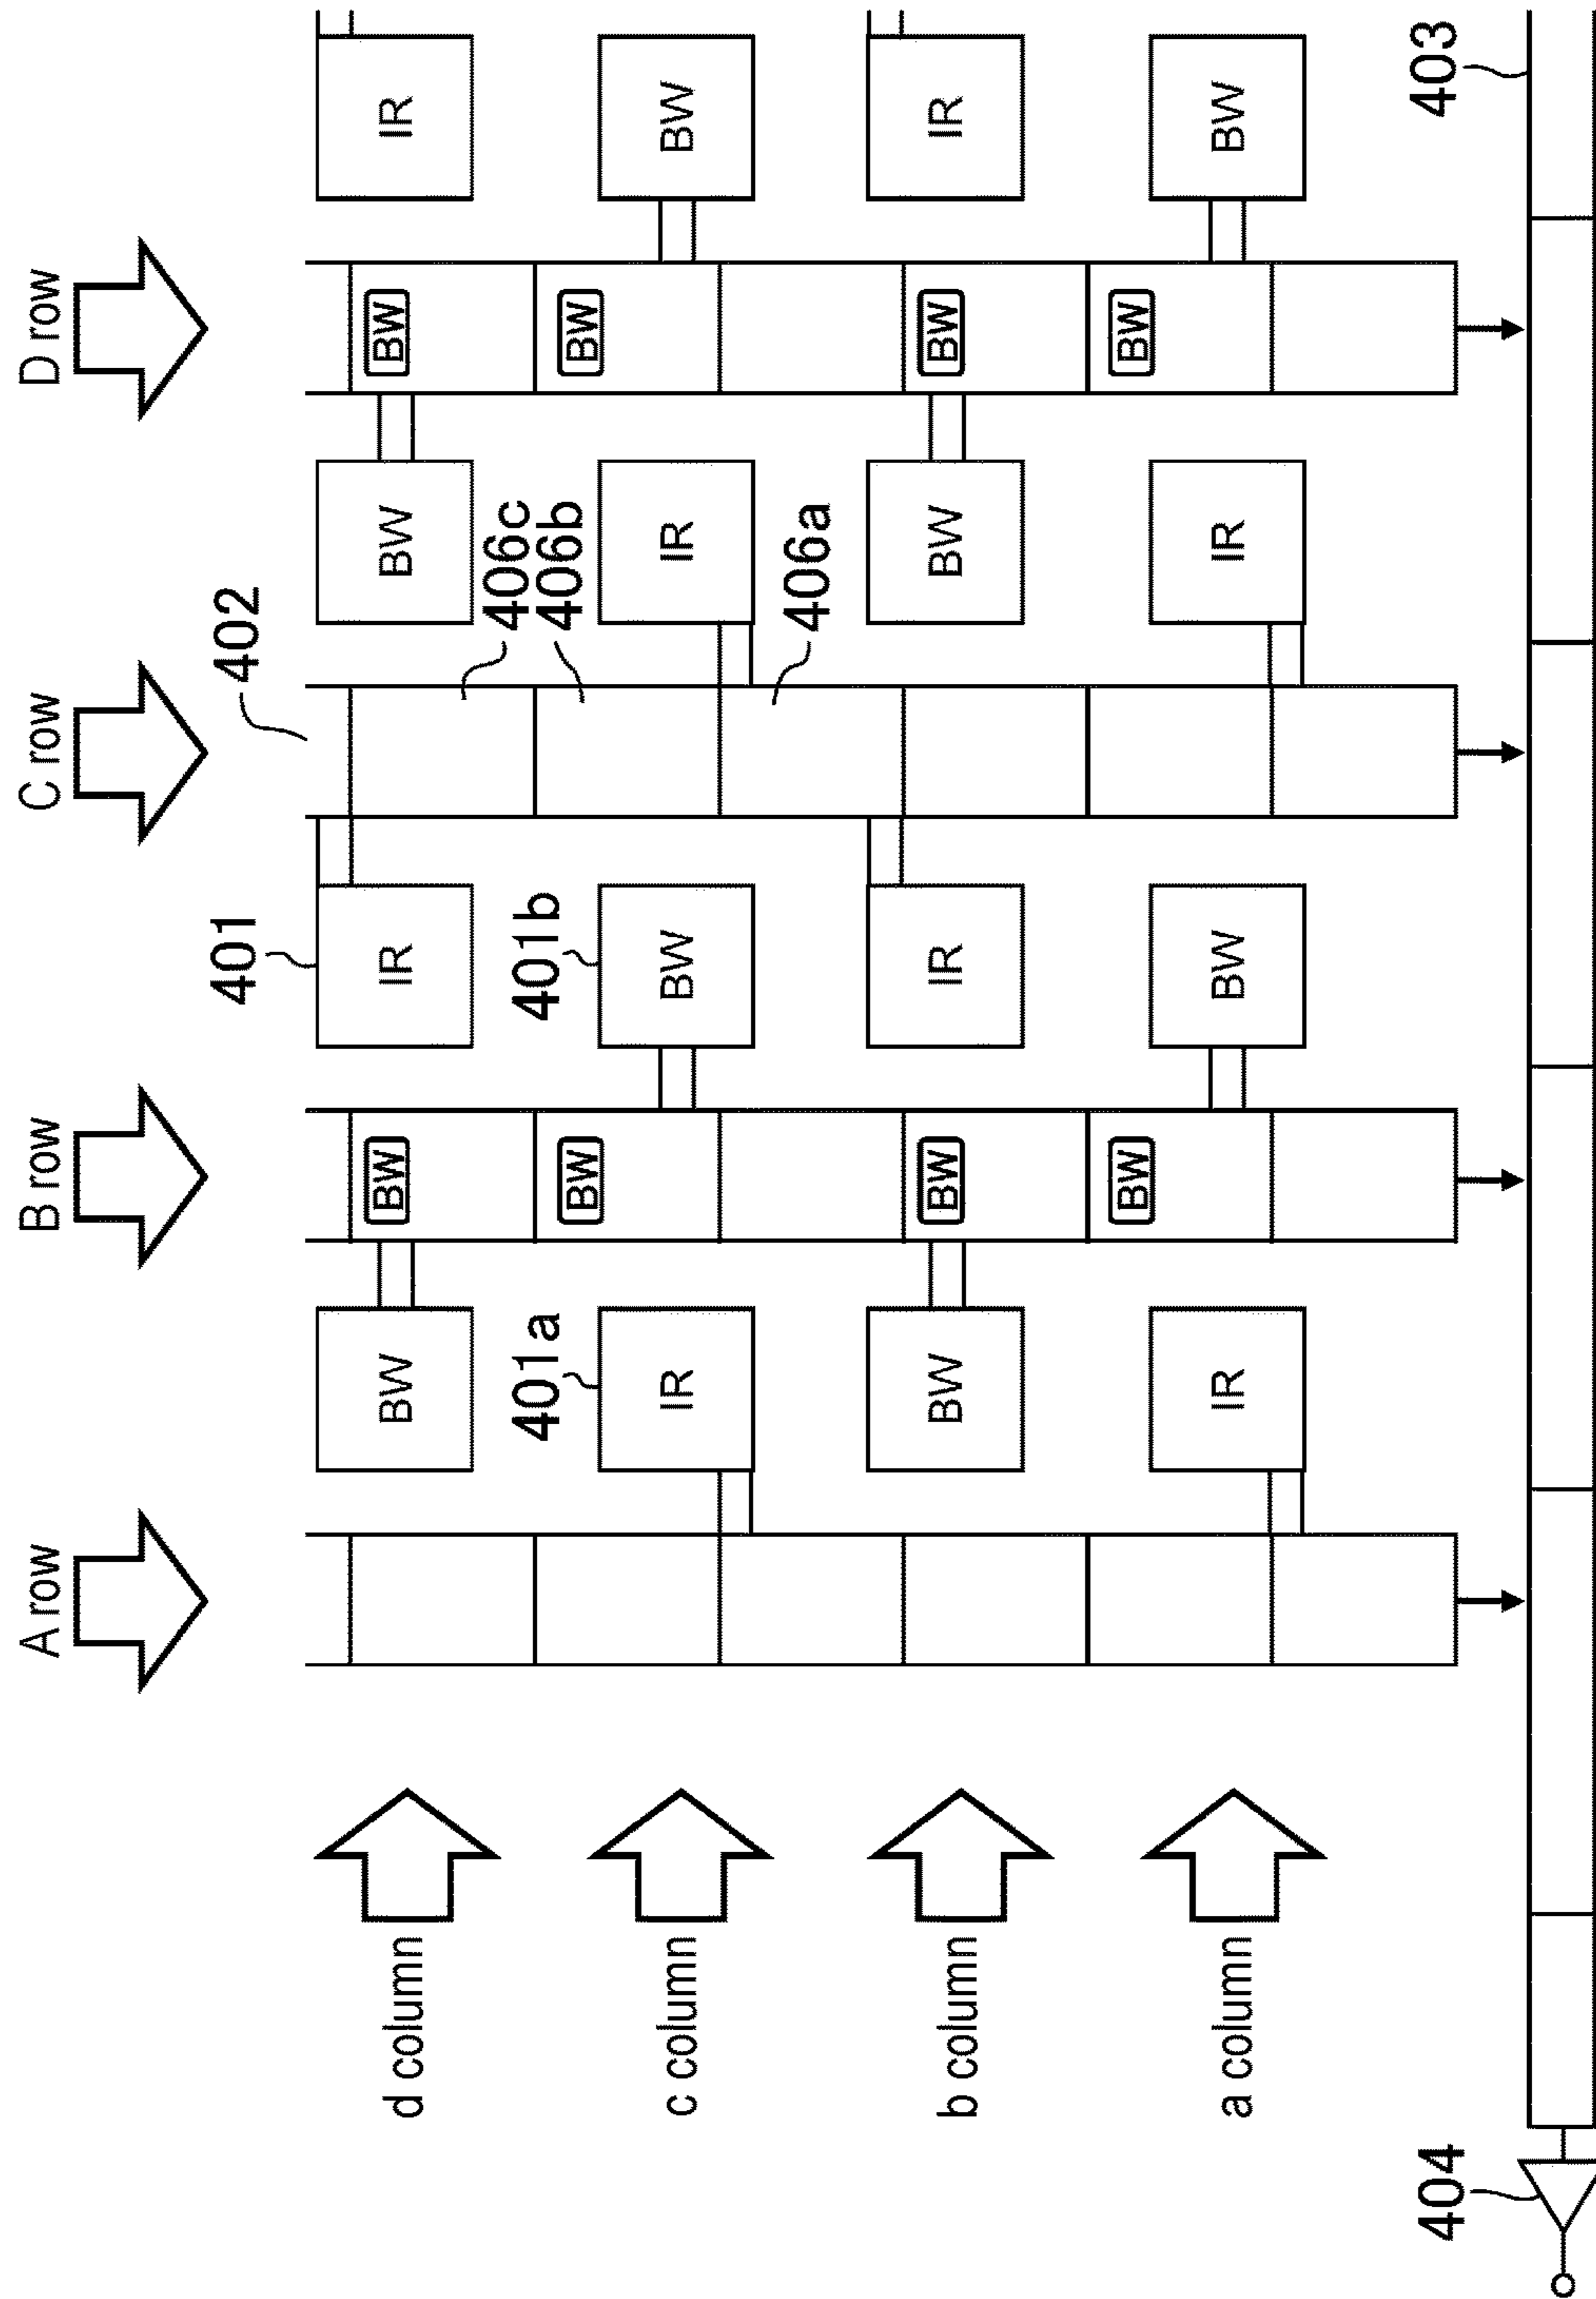 A row B row C row D row
401 402
d column BW BW IR BW BW IR
401a 401b 406c
406b
BW BW
c column IR BW IR BW
406a
b column BW BW IR BW BW IR
BW BW
a column IR BW IR BW
404 403